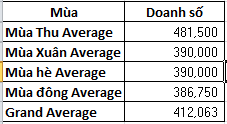 Mùa Doanh số
Mùa Thu Average 481,500
Mùa Xuân Average 390,000
Mùa hè Average 390,000
Mùa đông Average 386,750
Grand Average 412,063